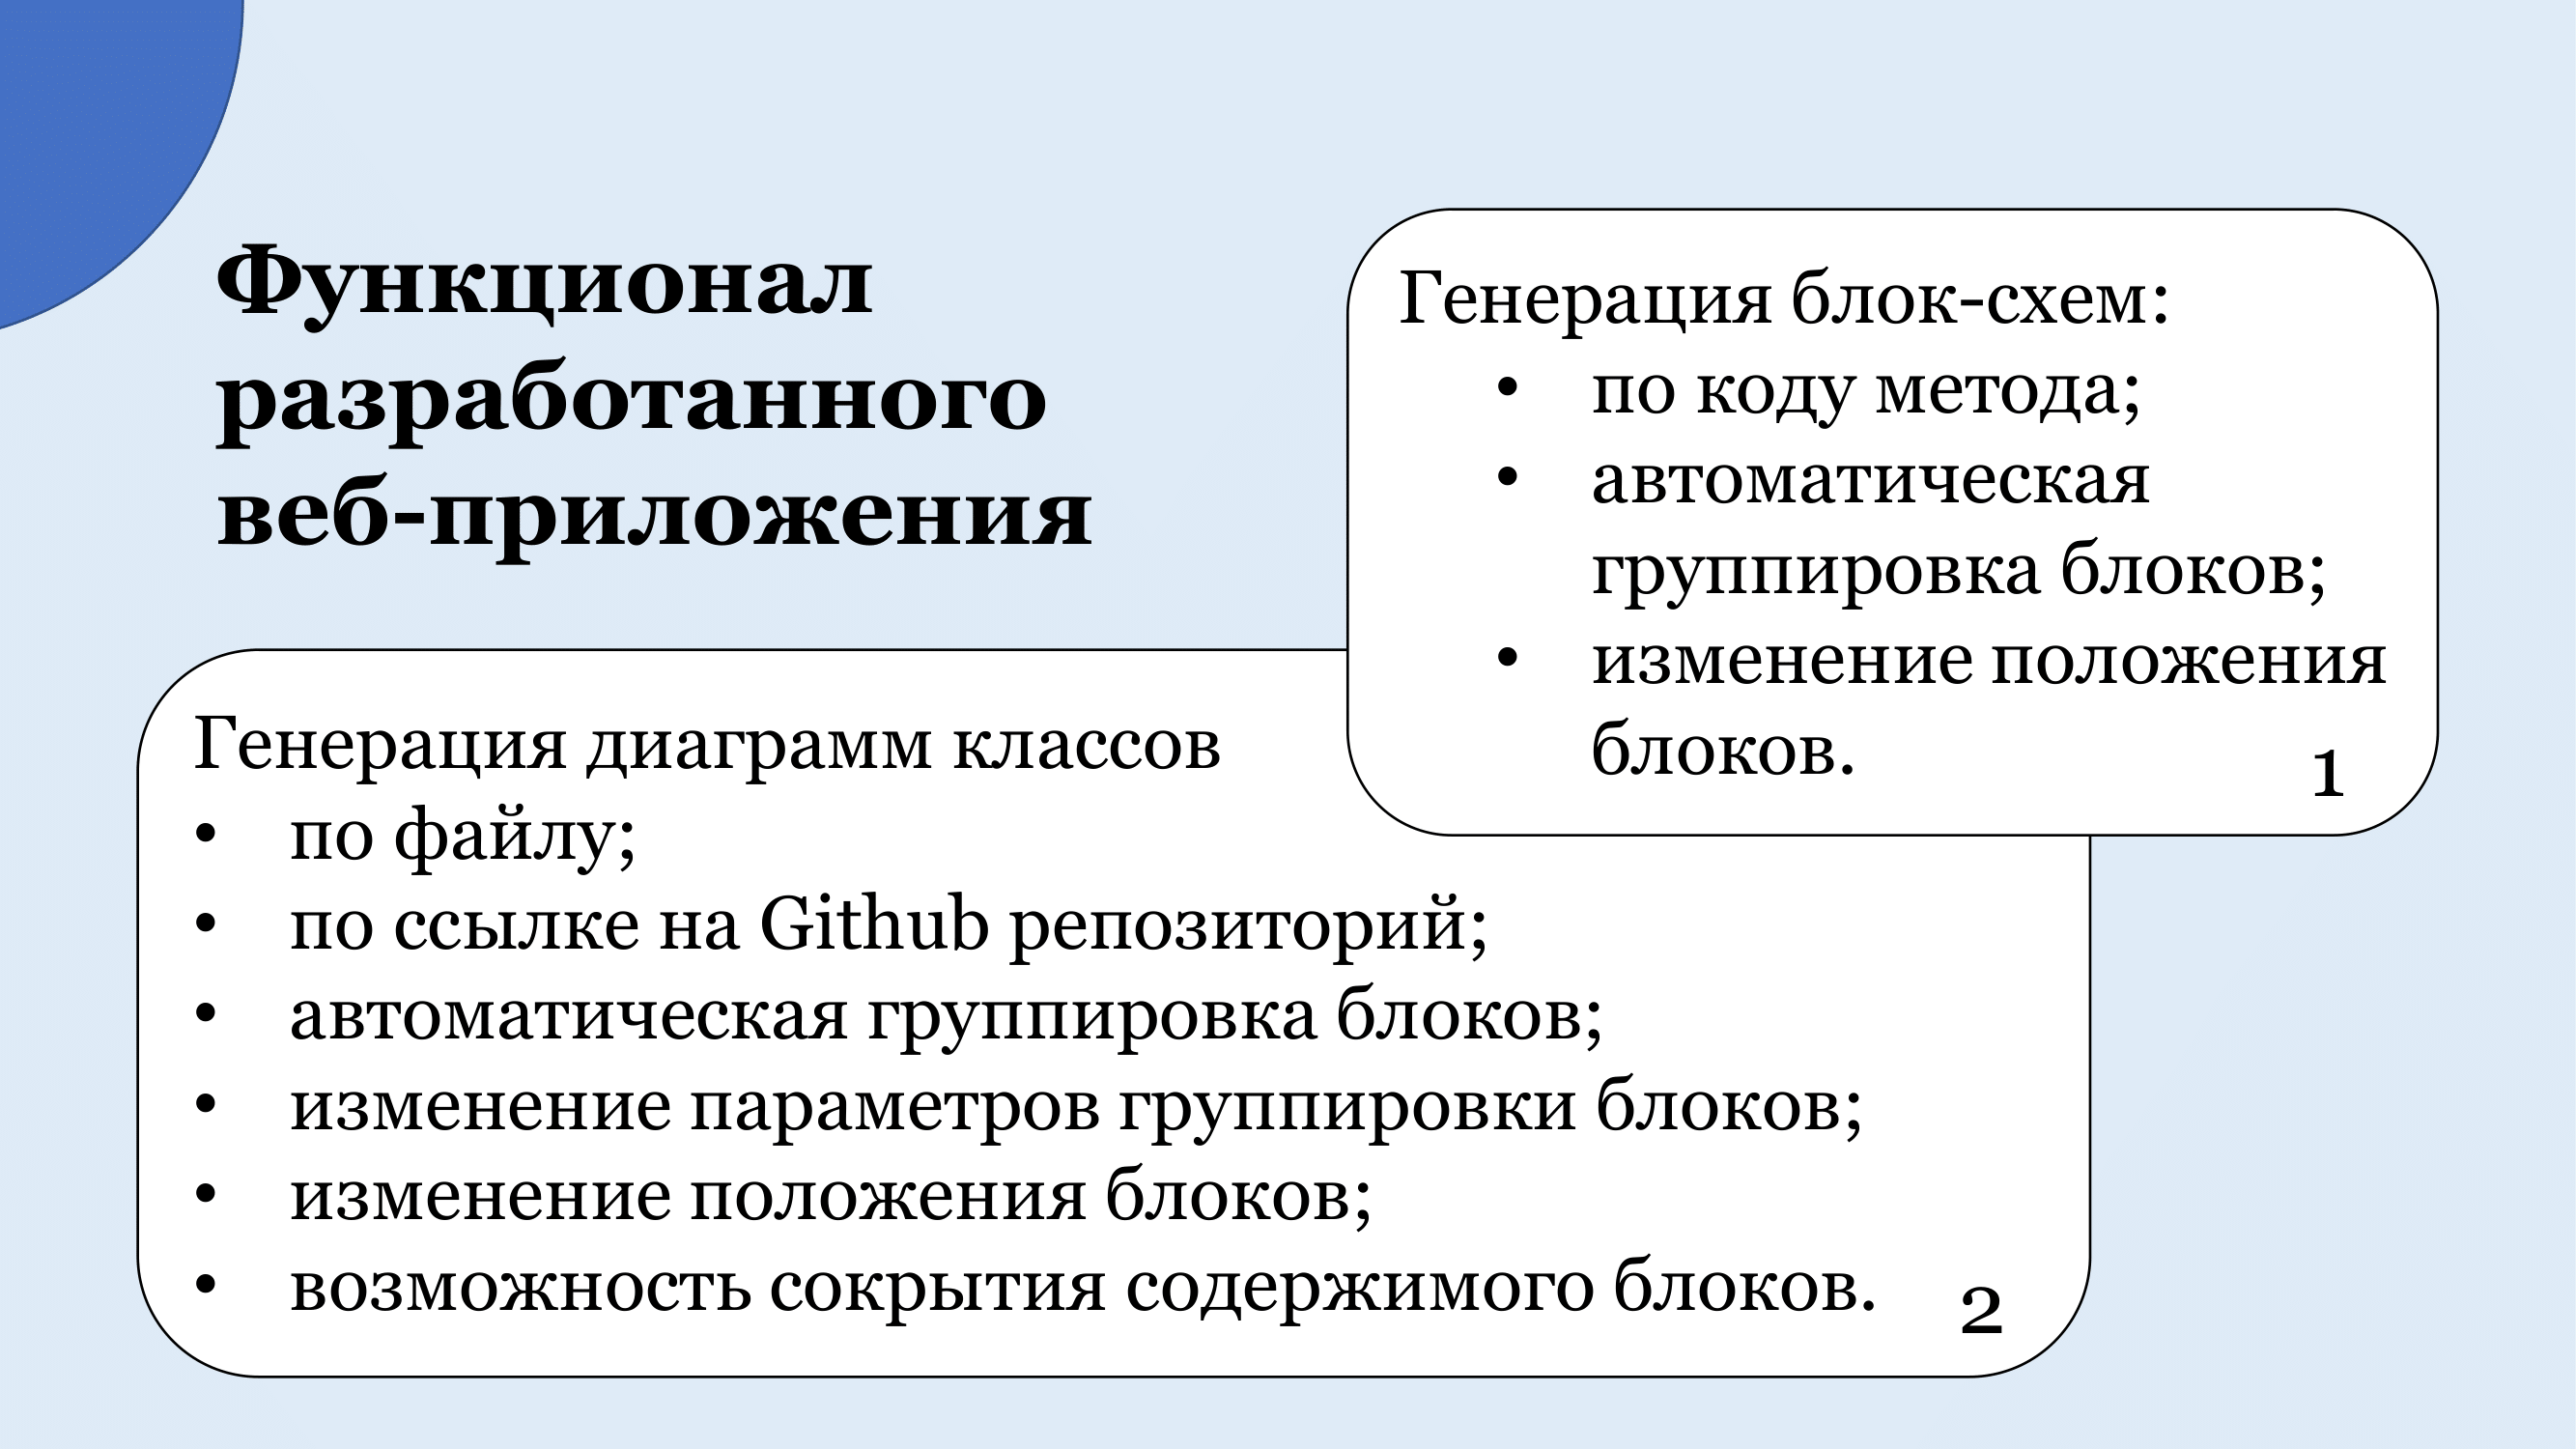 Функционал
разработанного
веб-приложения
Генерация блок-схем:
• по коду метода;
• автоматическая
группировка блоков;
• изменение положения
блоков.
1
Генерация диаграмм классов
• по файлу;
• по ссылке на Github репозиторий;
• автоматическая группировка блоков;
• изменение параметров группировки блоков;
• изменение положения блоков;
• возможность сокрытия содержимого блоков.
2